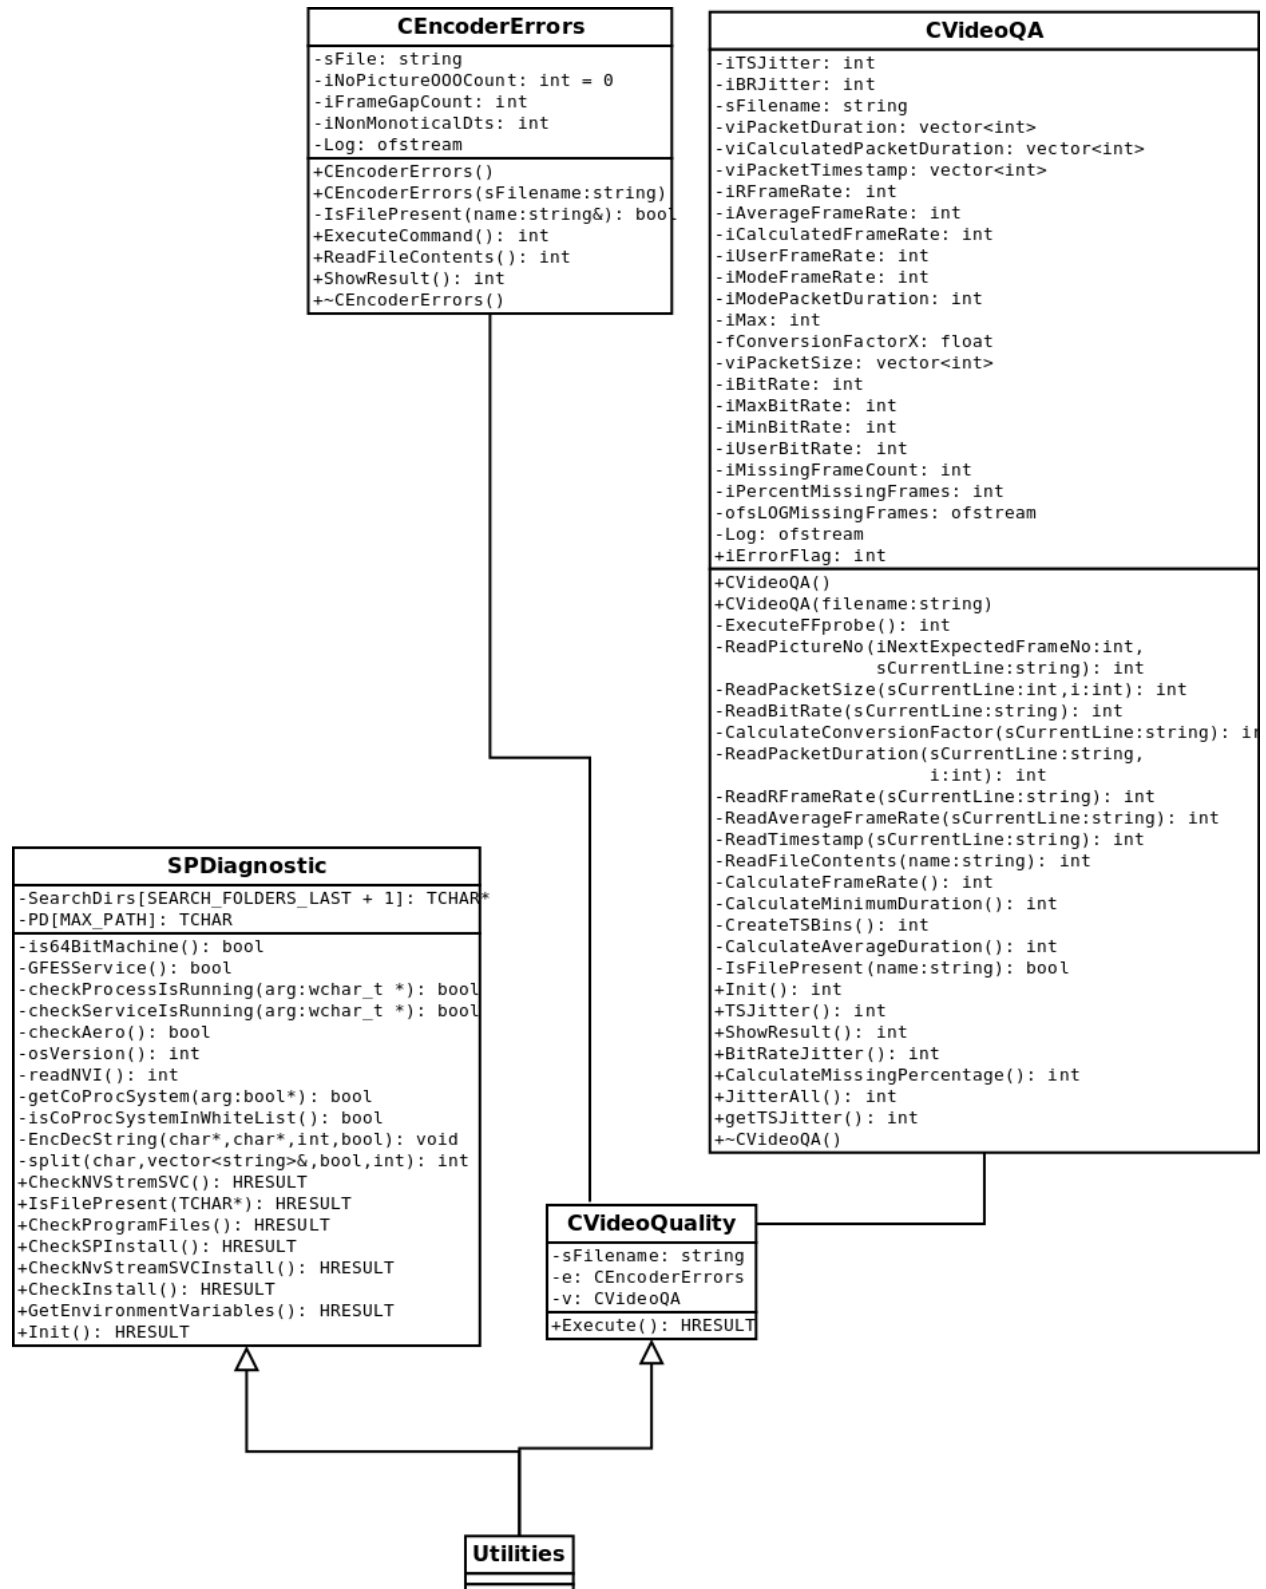 CEncoderErrors
-sFile: string
-iNoPictureOOOCount: int = 0
-iFrameGapCount: int
-iNonMonoticalDts: int
-Log: ofstream
+CEncoderErrors()
+CEncoderErrors(sFilename:string)
-IsFilePresent(name:string&): bool
+ExecuteCommand(): int
+ReadFileContents(): int
+ShowResult(): int
+~CEncoderErrors()
CVideoQA
-iTSJitter: int
-iBRJitter: int
-sFilename: string
-viPacketDuration: vector<int>
-viCalculatedPacketDuration: vector<int>
-viPacketTimestamp: vector<int>
-iRFrameRate: int
-iAverageFrameRate: int
-iCalculatedFrameRate: int
-iUserFrameRate: int
-iModeFrameRate: int
-iModePacketDuration: int
-iMax: int
-fConversionFactorX: float
-viPacketSize: vector<int>
-iBitRate: int
-iMaxBitRate: int
-iMinBitRate: int
-iUserBitRate: int
-iMissingFrameCount: int
-iPercentMissingFrames: int
-ofsLOGMissingFrames: ofstream
-Log: ofstream
+iErrorFlag: int
+CVideoQA()
+CVideoQA(filename:string)
-ExecuteFFprobe(): int
-ReadPictureNo(iNextExpectedFrameNo:int,
sCurrentLine:string): int
-ReadPacketSize(sCurrentLine:int,i:int): int
-ReadBitRate(sCurrentLine:string): int
-CalculateConversionFactor(sCurrentLine:string): in
-ReadPacketDuration(sCurrentLine:string,
i:int): int
-ReadRFrameRate(sCurrentLine:string): int
-ReadAverageFrameRate(sCurrentLine:string): int
-ReadTimestamp(sCurrentLine:string): int
-ReadFileContents(name:string): int
-CalculateFrameRate(): int
-CalculateMinimumDuration(): int
-CreateTSBins(): int
-CalculateAverageDuration(): int
-IsFilePresent(name:string): bool
+Init(): int
+TSJitter(): int
+ShowResult(): int
+BitRateJitter(): int
+CalculateMissingPercentage(): int
+JitterAll(): int
+getTSJitter(): int
+~CVideoQA()
SPDiagnostic
-SearchDirs[SEARCH_FOLDERS_LAST + 1]: TCHAR*
-PD[MAX_PATH]: TCHAR
-is64BitMachine(): bool
-GFESService(): bool
-checkProcessIsRunning(arg:wchar_t *): bool
-checkServiceIsRunning(arg:wchar_t *): bool
-checkAero(): bool
-osVersion(): int
-readNVI(): int
-getCoProcSystem(arg:bool*): bool
-isCoProcSystemInWhiteList(): bool
-EncDecString(char*,char*,int,bool): void
-split(char,vector<string>&,bool,int): int
+CheckNVStremSVC(): HRESULT
+IsFilePresent(TCHAR*): HRESULT
+CheckProgramFiles(): HRESULT
+CheckSPInstall(): HRESULT
+CheckNvStreamSVCInstall(): HRESULT
+CheckInstall(): HRESULT
+GetEnvironmentVariables(): HRESULT
+Init(): HRESULT
CVideoQuality
-sFilename: string
-e: CEncoderErrors
-v: CVideoQA
+Execute(): HRESULT
Utilities